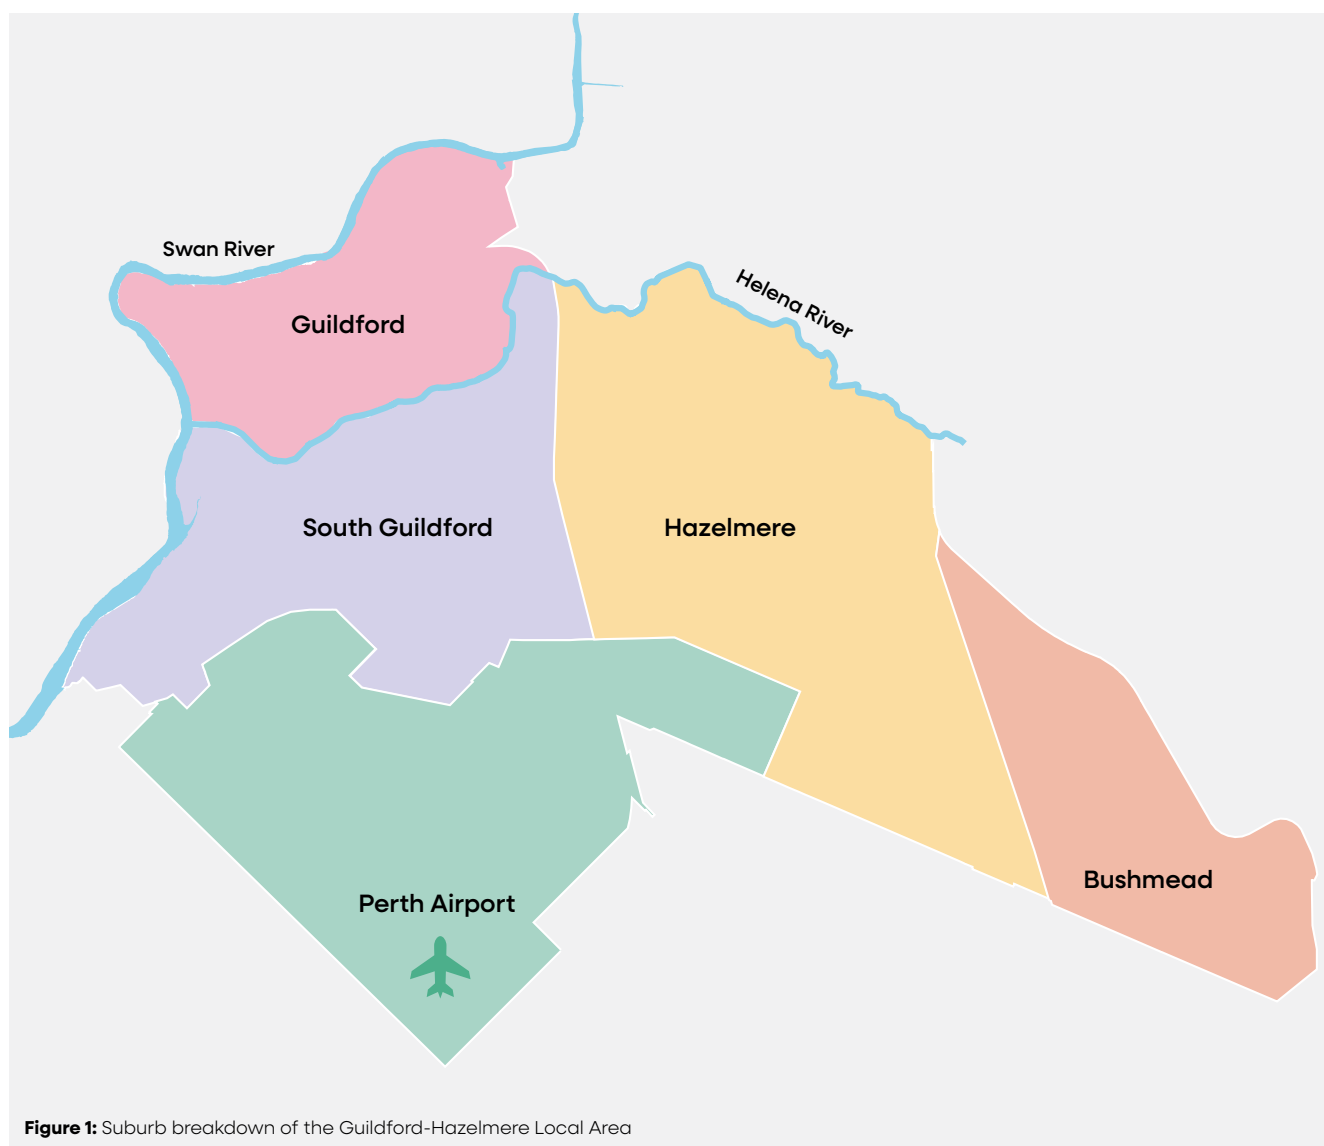 Swan River
Helena River
Guildford
South Guildford
Hazelmere
Bushmead
Perth Airport
Figure 1: Suburb breakdown of the Guildford-Hazelmere Local Area